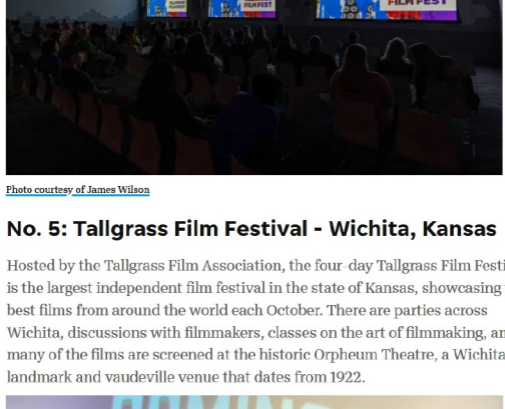 TALLGRASS
FILM FEST
FILM FEST
Photo courtesy of James Wilson
No. 5: Tallgrass Film Festival - Wichita, Kansas
Hosted by the Tallgrass Film Association, the four-day Tallgrass Film Festi
is the largest independent film festival in the state of Kansas, showcasing
best films from around the world each October. There are parties across
Wichita, discussions with filmmakers, classes on the art of filmmaking, an
many of the films are screened at the historic Orpheum Theatre, a Wichita
landmark and vaudeville venue that dates from 1922.
COMING